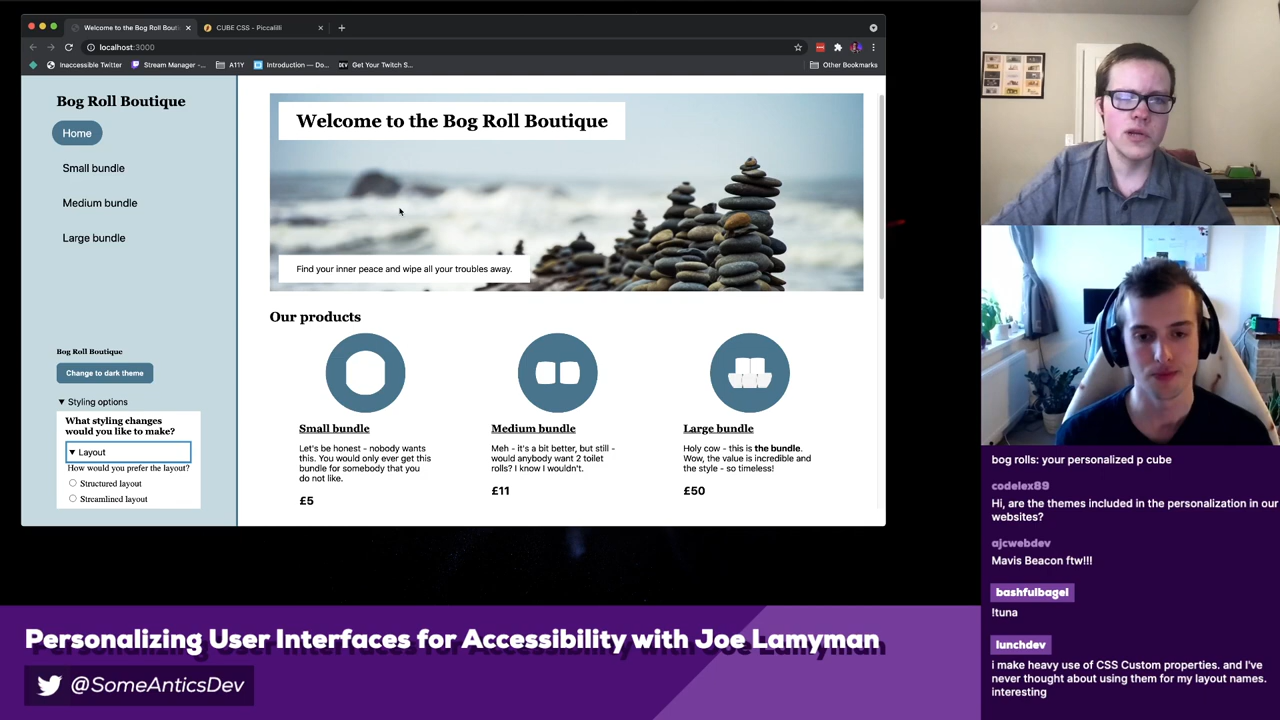 Welcome to the Bog Roll Bouti
CUBE CSS - Piccalilli
localhost:3000
Inaccessible Twitter
Stream Manager -...
A11Y
Introduction — Do...
DEV
Get Your Twitch S...
Other Bookmarks
Bog Roll Boutique
Home
Small bundle
Medium bundle
Large bundle
Bog Roll Boutique
Change to dark theme
▼ Styling options
What styling changes
would you like to make?
▼ Layout
How would you prefer the layout?
Structured layout
Streamlined layout
Welcome to the Bog Roll Boutique
Find your inner peace and wipe all your troubles away.
Our products
Small bundle
Let's be honest - nobody wants
this. You would only ever get this
bundle for somebody that you
do not like.
£5
Medium bundle
Meh - it's a bit better, but still -
would anybody want 2 toilet
rolls? I know I wouldn't.
£11
Large bundle
Holy cow - this is the bundle.
Wow, the value is incredible and
the style - so timeless!
£50
bog rolls: your personalized p cube
codelex89
Hi, are the themes included in the personalization in our
websites?
ajcwebdev
Mavis Beacon ftw!!!
bashfulbagel
!tuna
lunchdev
i make heavy use of CSS Custom properties. and I've
never thought about using them for my layout names.
interesting
Personalizing User Interfaces for Accessibility with Joe Lamyman
@SomeAnticsDev